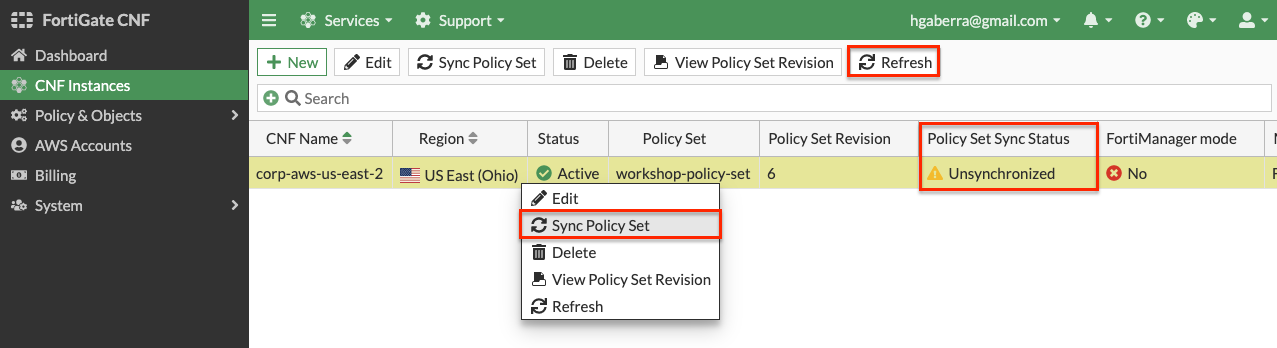 FortiGate CNF
Services
Support
hgaberra@gmail.com
Dashboard
CNF Instances
Policy & Objects
AWS Accounts
Billing
System
+ New
Edit
Sync Policy Set
Delete
View Policy Set Revision
Refresh
Search
CNF Name
Region
Status
Policy Set
Policy Set Revision
Policy Set Sync Status
FortiManager mode
corp-aws-us-east-2
US East (Ohio)
Active
workshop-policy-set
6
Unsynchronized
No
Edit
Sync Policy Set
Delete
View Policy Set Revision
Refresh